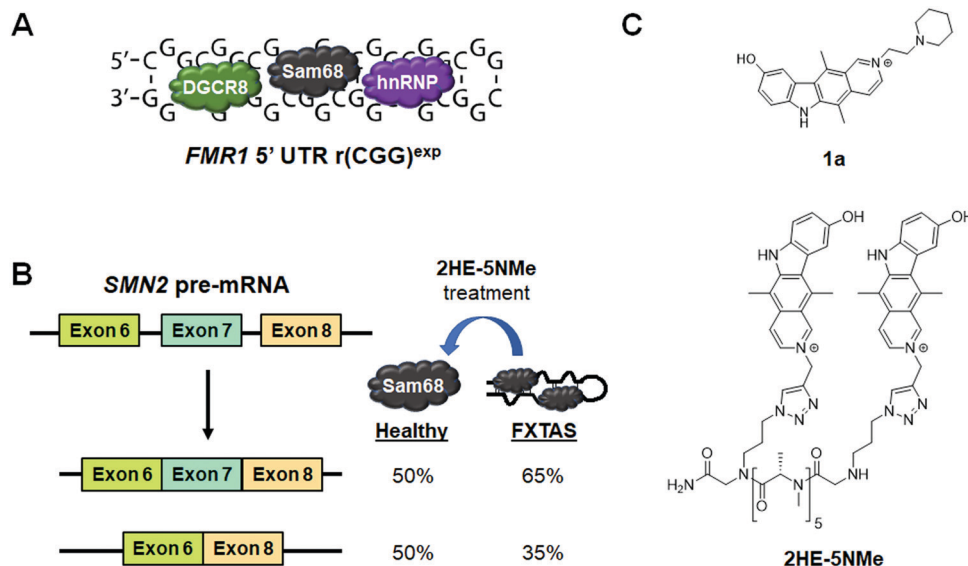 A
5'–C
DGCR8
Sam68
hnRNP
3'–G
FMR1 5' UTR r(CGG)exp
B
SMN2 pre-mRNA
Exon 6 Exon 7 Exon 8
2HE-5NMe
treatment
Sam68
Healthy FXTAS
Exon 6 Exon 7 Exon 8 50% 65%
Exon 6 Exon 8 50% 35%
C
HO
N
H
N
⊕
N
1a
OH OH
HN HN
N⊕ N⊕
N N
N=N N=N
O
H2N
N
O
N
O
NH
5
2HE-5NMe